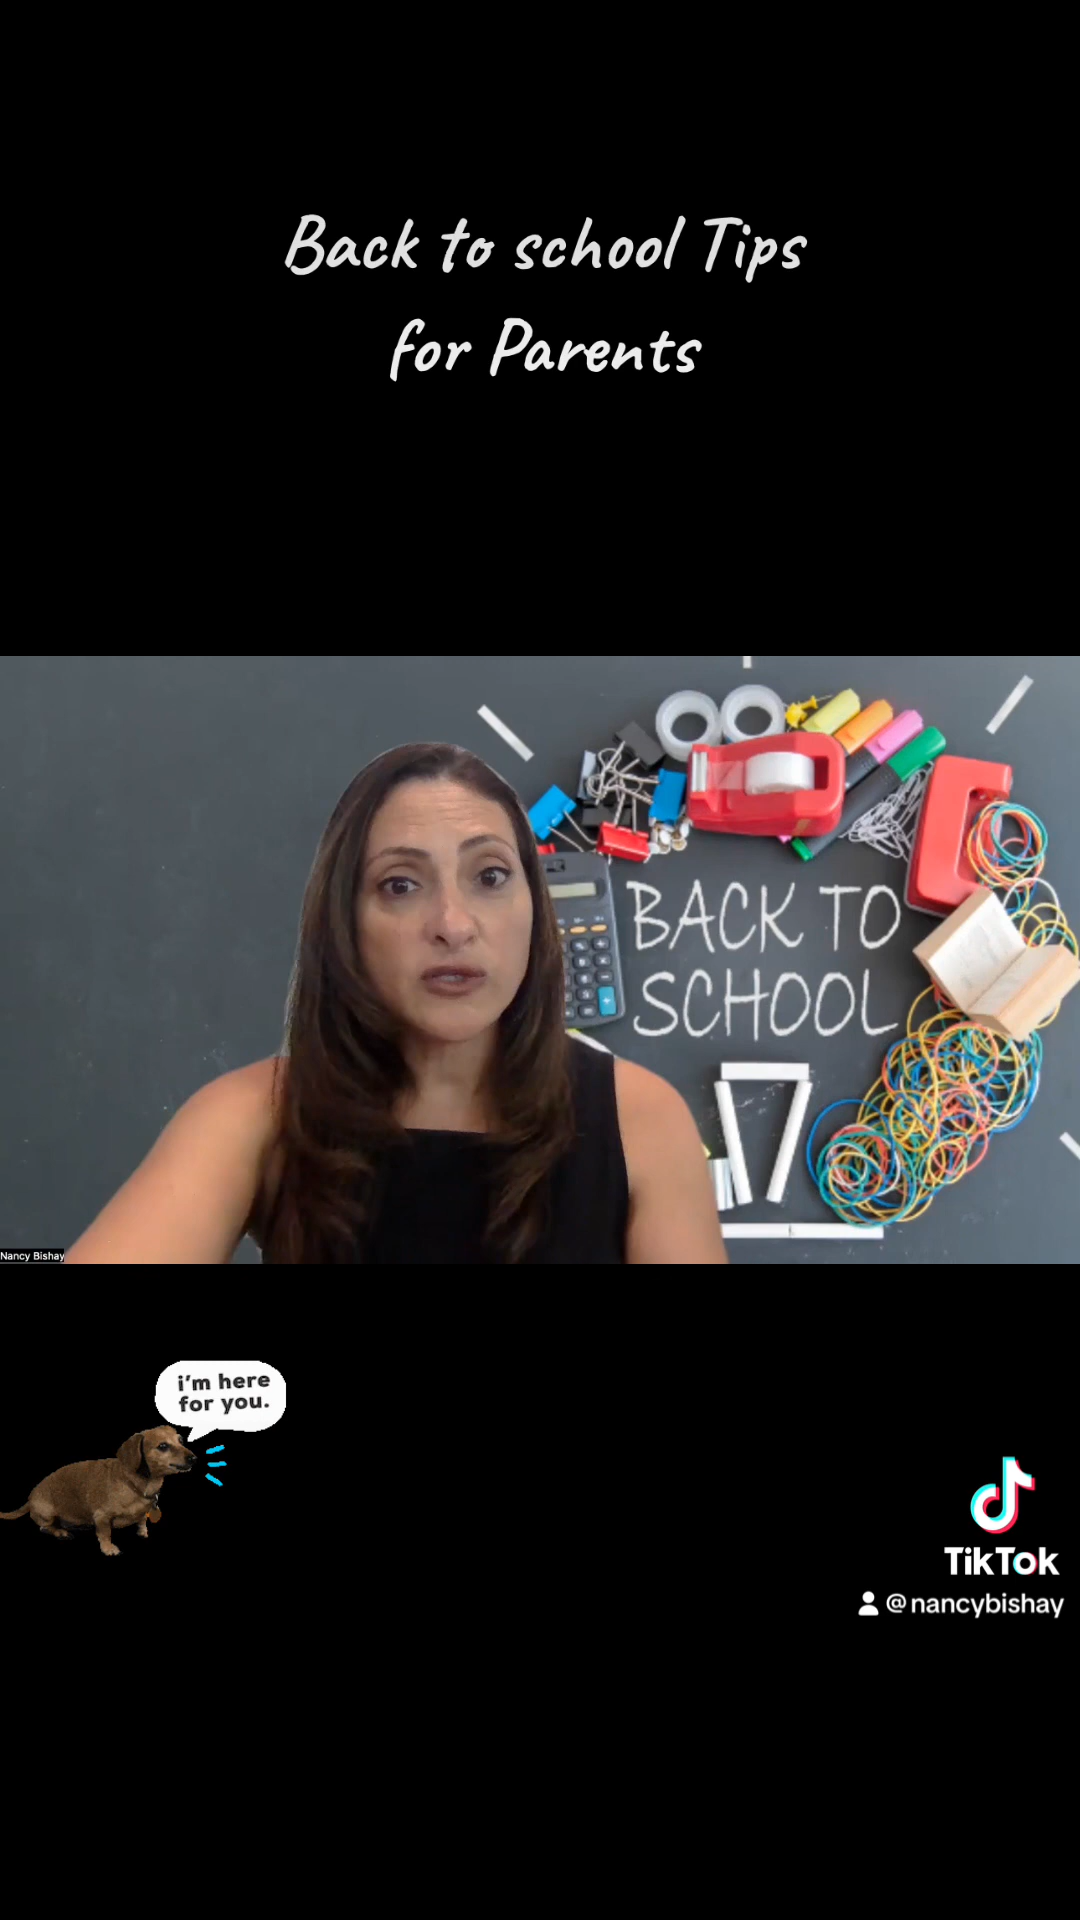 Back to school Tips
for Parents
BACK TO
SCHOOL
Nancy Bishay
i'm here
for you.
TikTok
@nancybishay